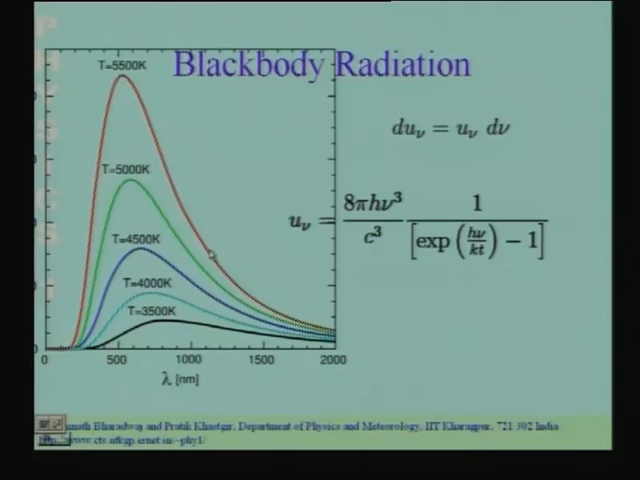 Blackbody Radiation
T=5500K
T=5000K
T=4500K
T=4000K
T=3500K
du_ν = u_ν dν
u_ν = 8πhν³/c³ 1/[exp(hν/kt) − 1]
0 500 1000 1500 2000
λ [nm]
Bharadwaj and Pratik Khastgir, Department of Physics and Meteorology, IIT Kharagpur, 721 302 India